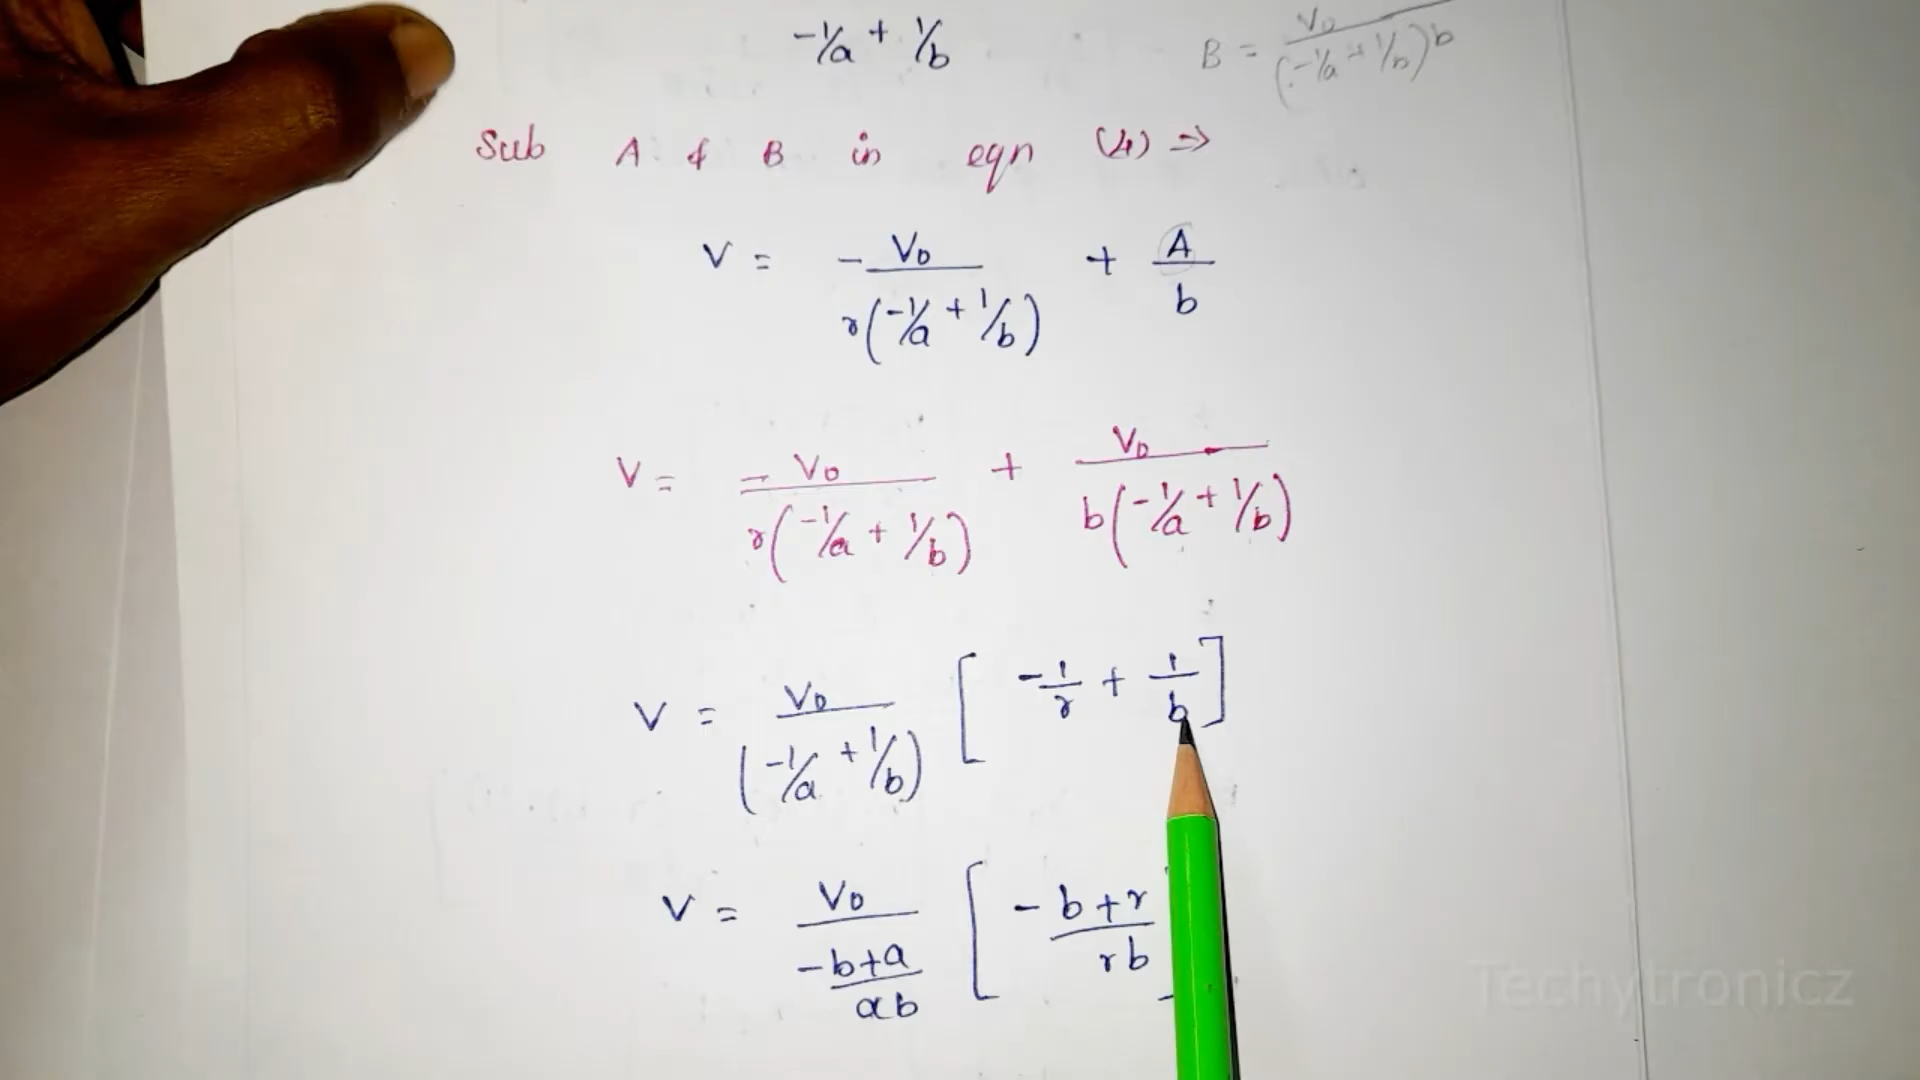 -1/a + 1/b
B = V0 / (-1/a + 1/b) b
Sub A & B in eqn (4) ⇒
V = - V0 / r(-1/a + 1/b) + A / b
V = - V0 / r(-1/a + 1/b) + V0 / b(-1/a + 1/b)
V = V0 / (-1/a + 1/b) [ -1/r + 1/b ]
V = V0 / (-b+a / ab) [ -b+r / rb
Techytronicz